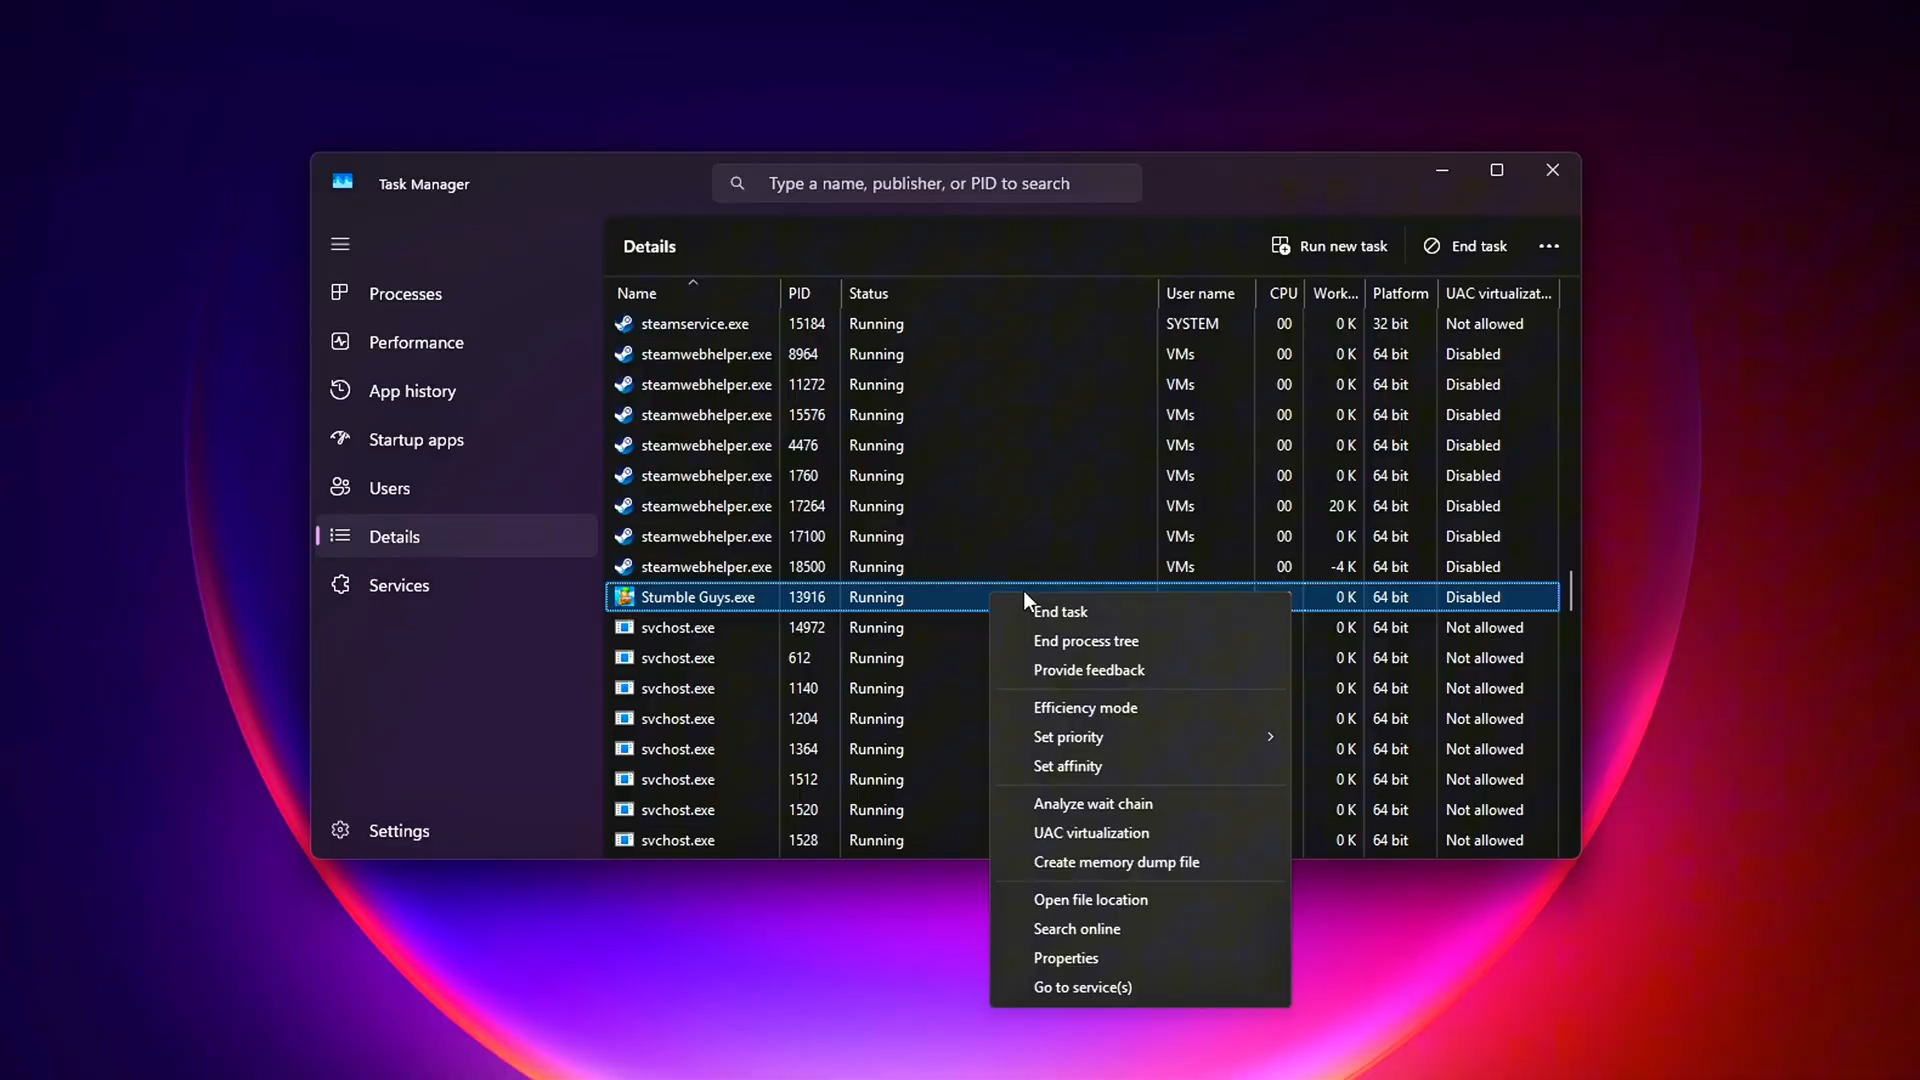 Task Manager
Type a name, publisher, or PID to search
Details
Run new task
End task
Processes
Performance
App history
Startup apps
Users
Details
Services
Settings
Name PID Status User name CPU Work... Platform UAC virtualizat...
steamservice.exe 15184 Running SYSTEM 00 0 K 32 bit Not allowed
steamwebhelper.exe 8964 Running VMs 00 0 K 64 bit Disabled
steamwebhelper.exe 11272 Running VMs 00 0 K 64 bit Disabled
steamwebhelper.exe 15576 Running VMs 00 0 K 64 bit Disabled
steamwebhelper.exe 4476 Running VMs 00 0 K 64 bit Disabled
steamwebhelper.exe 1760 Running VMs 00 0 K 64 bit Disabled
steamwebhelper.exe 17264 Running VMs 00 20 K 64 bit Disabled
steamwebhelper.exe 17100 Running VMs 00 0 K 64 bit Disabled
steamwebhelper.exe 18500 Running VMs 00 -4 K 64 bit Disabled
Stumble Guys.exe 13916 Running 0 K 64 bit Disabled
svchost.exe 14972 Running 0 K 64 bit Not allowed
svchost.exe 612 Running 0 K 64 bit Not allowed
svchost.exe 1140 Running 0 K 64 bit Not allowed
svchost.exe 1204 Running 0 K 64 bit Not allowed
svchost.exe 1364 Running 0 K 64 bit Not allowed
svchost.exe 1512 Running 0 K 64 bit Not allowed
svchost.exe 1520 Running 0 K 64 bit Not allowed
svchost.exe 1528 Running 0 K 64 bit Not allowed
End task
End process tree
Provide feedback
Efficiency mode
Set priority
Set affinity
Analyze wait chain
UAC virtualization
Create memory dump file
Open file location
Search online
Properties
Go to service(s)